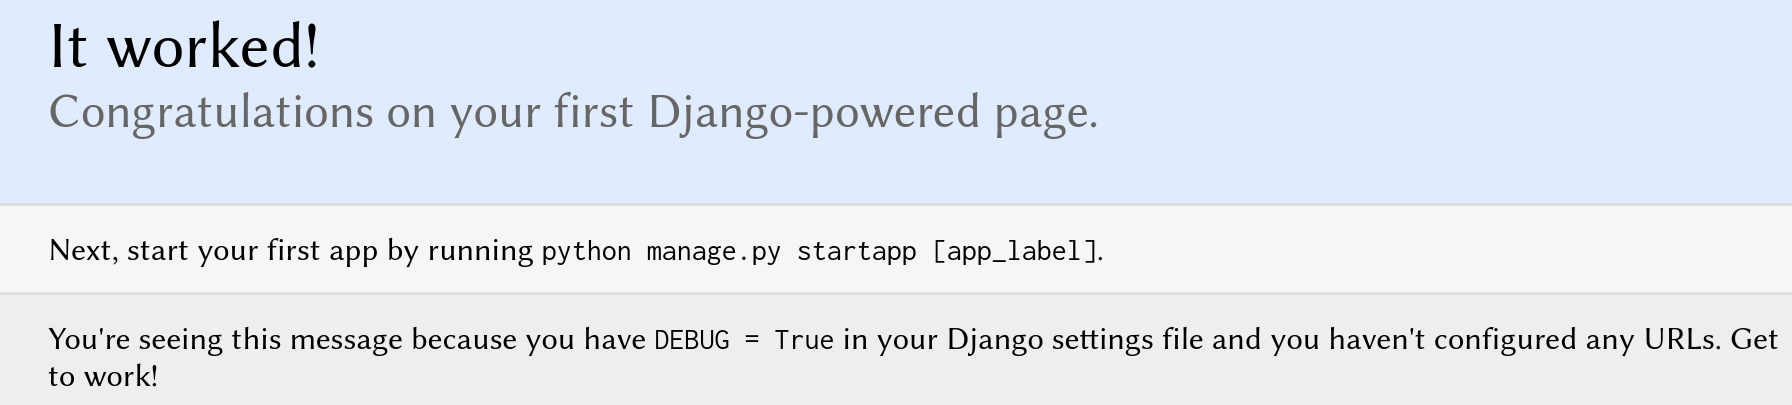 It worked!
Congratulations on your first Django-powered page.
Next, start your first app by running python manage.py startapp [app_label].
You're seeing this message because you have DEBUG = True in your Django settings file and you haven't configured any URLs. Get
to work!